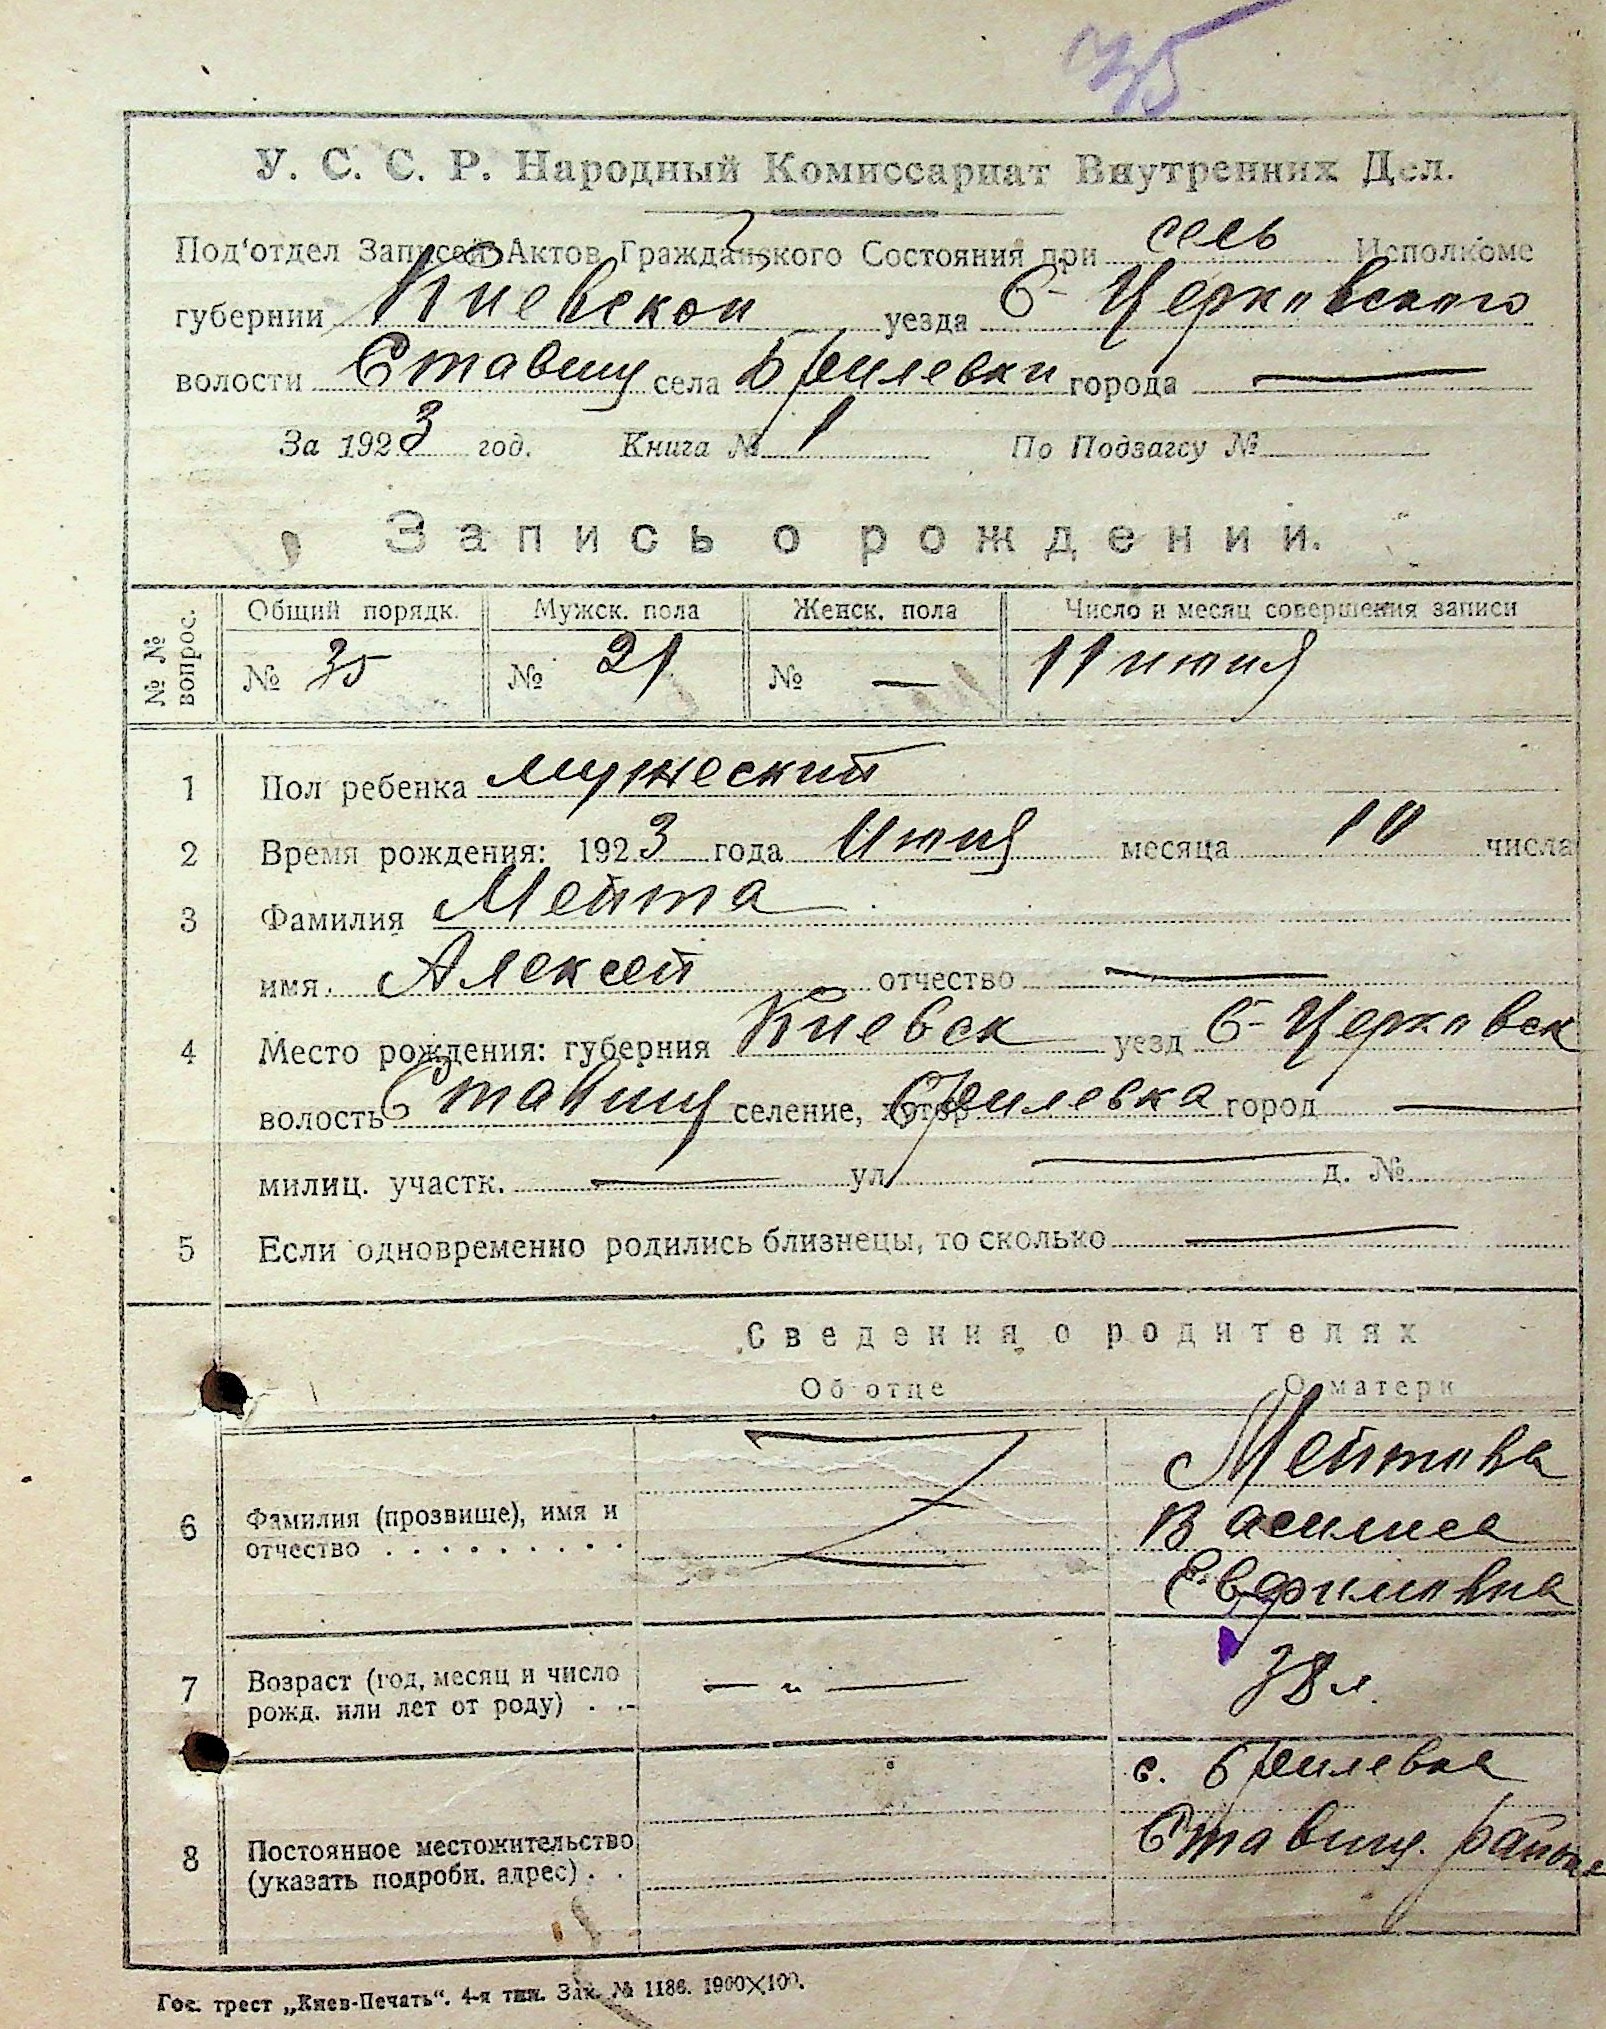 35
У. С. С. Р. Народный Комиссариат Внутренних Дел.
Под'отдел Записей Актов Гражданского Состояния при сель Исполкоме
губернии Киевской уезда Б-Церковского
волости Ставищ села Брилевки города —
За 1923 год. Книга № 1 По Подзагсу №
Запись о рождении.
№№ вопрос. Общий порядк. Мужск. пола Женск. пола Число и месяц совершения записи
№ 35 № 21 № — 11 июня
1 Пол ребенка мужеский
2 Время рождения: 1923 года Июня месяца 10 числа
3 Фамилия Мейта
имя Алексей отчество —
4 Место рождения: губерния Киевск уезд Б-Церковск
волость Ставищ селение, хутор Брилевка город —
милиц. участк. — ул. — д. №
5 Если одновременно родились близнецы, то сколько —
Сведения о родителях
Об отце О матери
6 Фамилия (прозвище), имя и отчество Мейтова
Василиса
Евфимовна
7 Возраст (год, месяц и число рожд. или лет от роду) — „ — 38 л.
8 Постоянное местожительство (указать подробн. адрес) с. Брилевка
Ставищ. района
Гос. трест „Киев-Печать“. 4-я тип. Зак. № 1186. 1900×100.